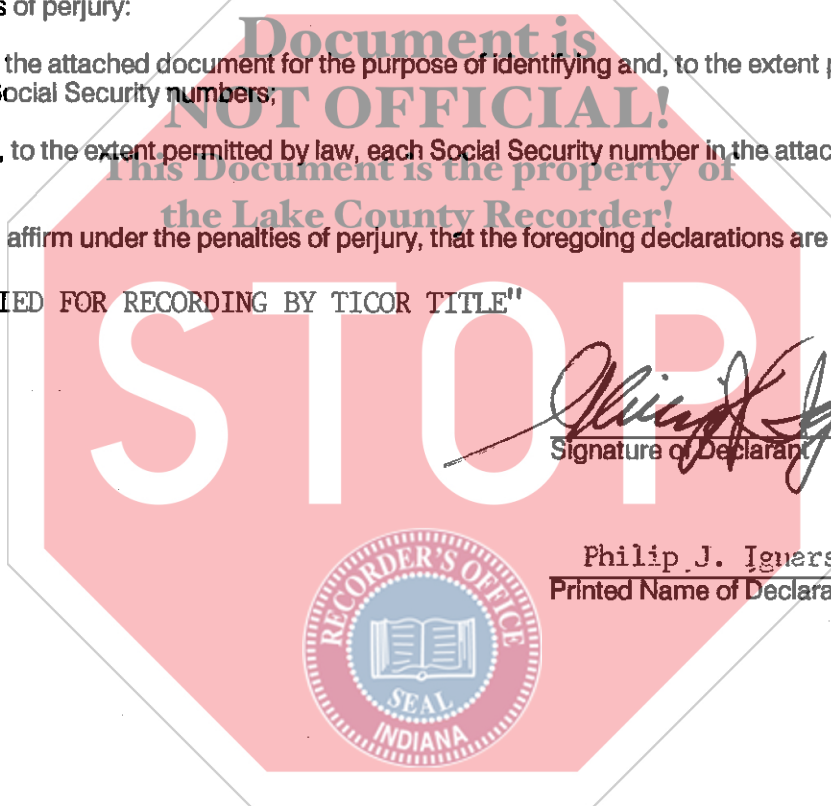 s of perjury:
Document is
the attached document for the purpose of identifying and, to the extent
Social Security numbers;
NOT OFFICIAL!
, to the extent permitted by law, each Social Security number in the attac
This Document is the property of
the Lake County Recorder!
affirm under the penalties of perjury, that the foregoing declarations are
IED FOR RECORDING BY TICOR TITLE"
STOP
Signature of Declarant
Philip J.
Printed Name of Declara
RECORDER'S OFFICE
SEAL
INDIANA